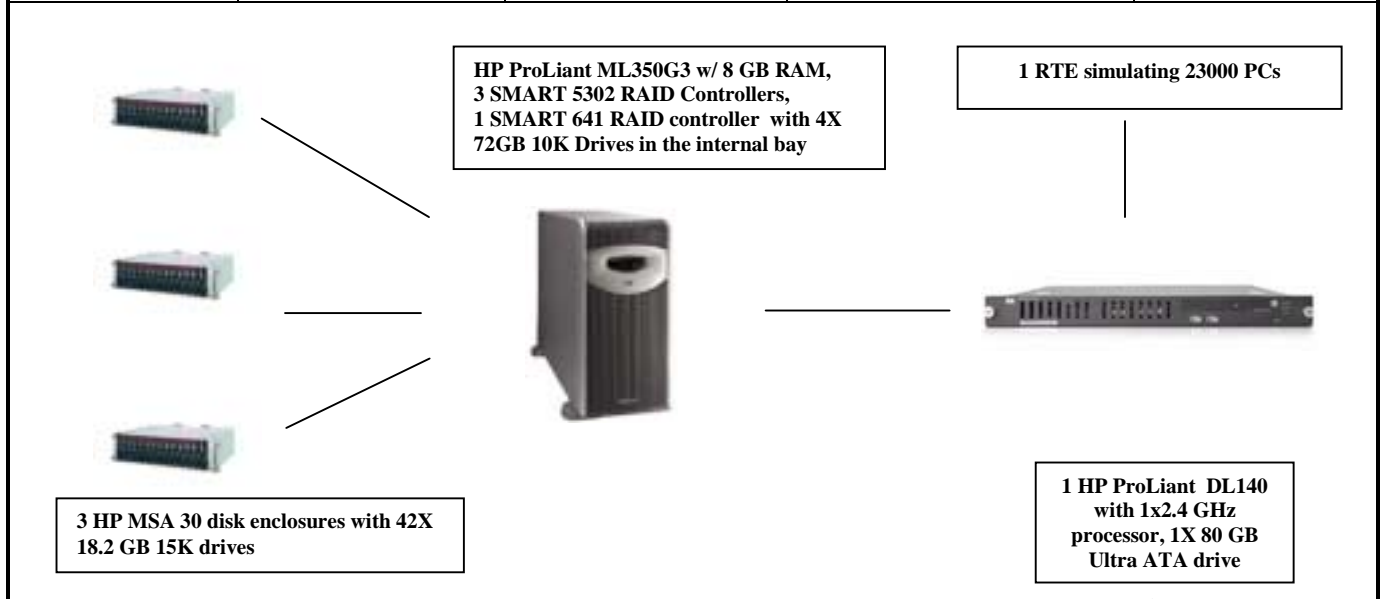 HP ProLiant ML350G3 w/ 8 GB RAM,
3 SMART 5302 RAID Controllers,
1 SMART 641 RAID controller with 4X
72GB 10K Drives in the internal bay
1 RTE simulating 23000 PCs
3 HP MSA 30 disk enclosures with 42X
18.2 GB 15K drives
1 HP ProLiant DL140
with 1x2.4 GHz
processor, 1X 80 GB
Ultra ATA drive